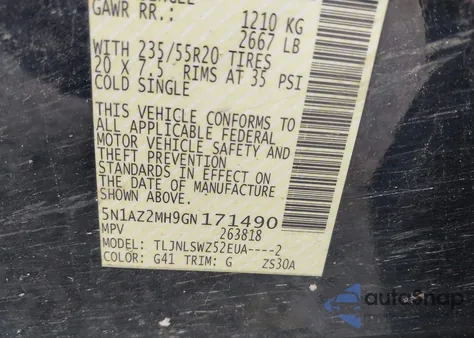 GAWR RR.: 1210 KG
2667 LB
WITH 235/55R20 TIRES
20 X 7.5 RIMS AT 35 PSI
COLD SINGLE
THIS VEHICLE CONFORMS TO
ALL APPLICABLE FEDERAL
MOTOR VEHICLE SAFETY AND
THEFT PREVENTION
STANDARDS IN EFFECT ON
THE DATE OF MANUFACTURE
SHOWN ABOVE.
5N1AZ2MH9GN171490
MPV 263818
MODEL: TLJNLSWZ52EUA----2
COLOR: G41 TRIM: G ZS30A
autoSnap